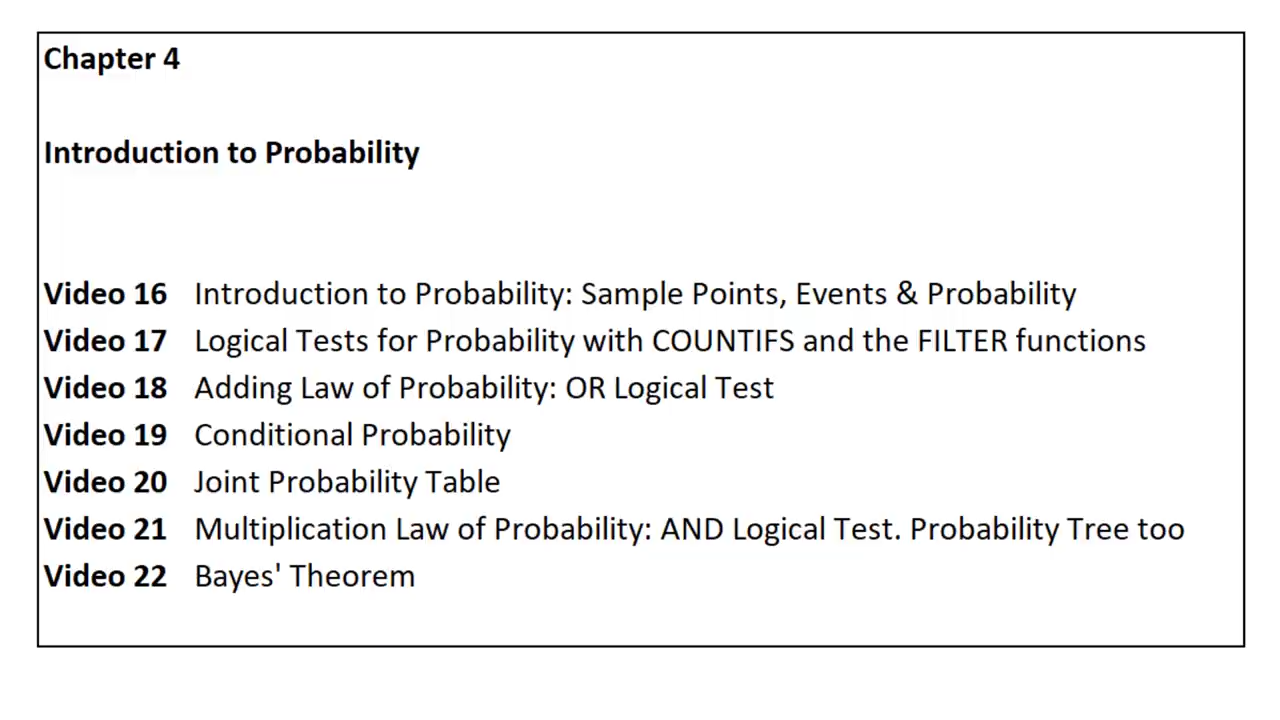 Chapter 4
Introduction to Probability
Video 16 Introduction to Probability: Sample Points, Events & Probability
Video 17 Logical Tests for Probability with COUNTIFS and the FILTER functions
Video 18 Adding Law of Probability: OR Logical Test
Video 19 Conditional Probability
Video 20 Joint Probability Table
Video 21 Multiplication Law of Probability: AND Logical Test. Probability Tree too
Video 22 Bayes' Theorem